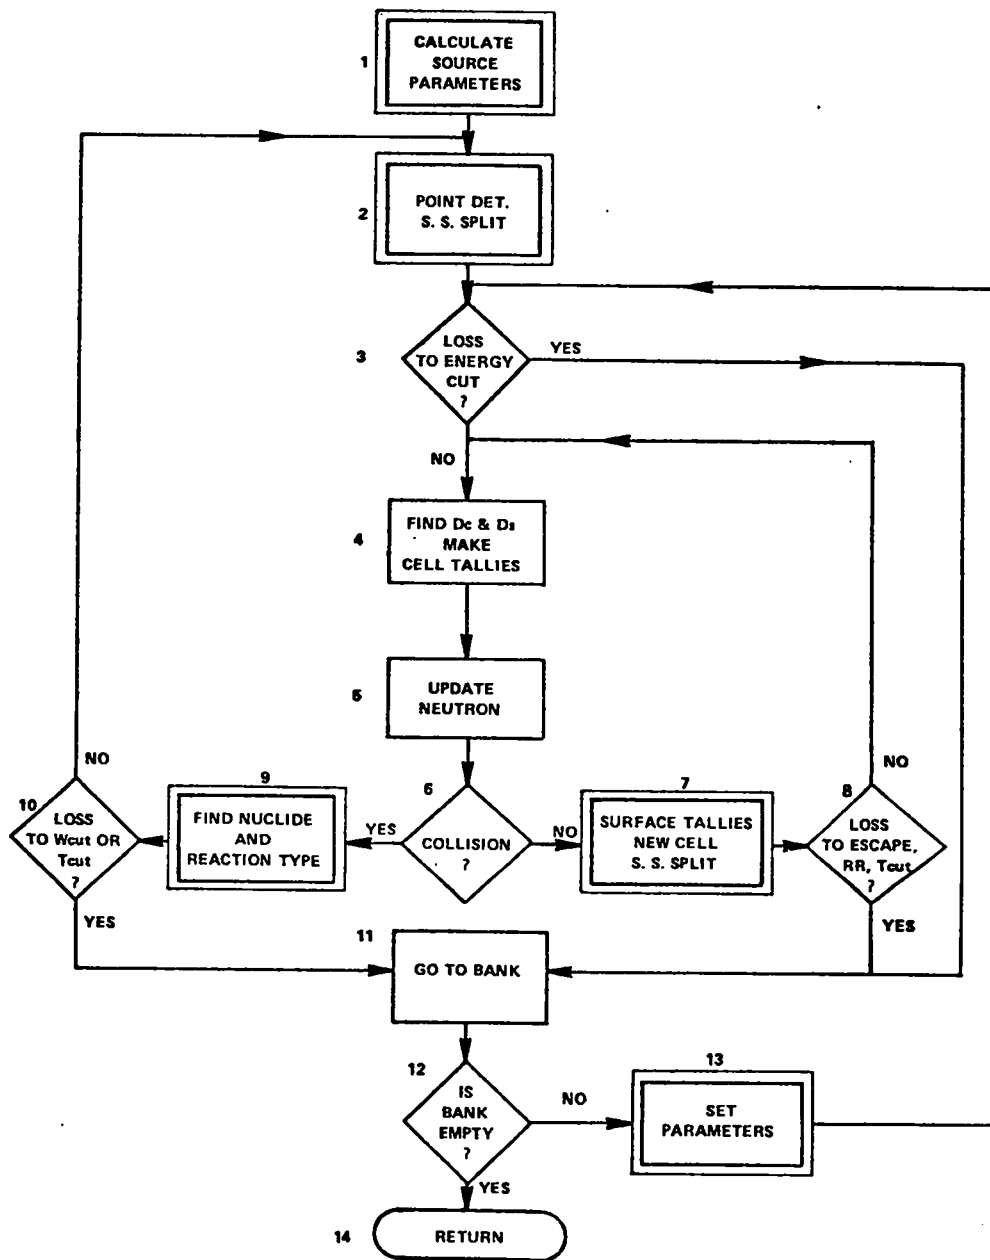 1
CALCULATE
SOURCE
PARAMETERS
2
POINT DET.
S. S. SPLIT
3
LOSS
TO ENERGY
CUT
?
YES
NO
4
FIND Dc & Ds
MAKE
CELL TALLIES
5
UPDATE
NEUTRON
NO
10
LOSS
TO Wcut OR
Tcut
?
YES
9
FIND NUCLIDE
AND
REACTION TYPE
YES
6
COLLISION
?
NO
7
SURFACE TALLIES
NEW CELL
S. S. SPLIT
NO
8
LOSS
TO ESCAPE,
RR, Tcut
?
YES
11
GO TO BANK
12
IS
BANK
EMPTY
?
NO
13
SET
PARAMETERS
YES
14
RETURN